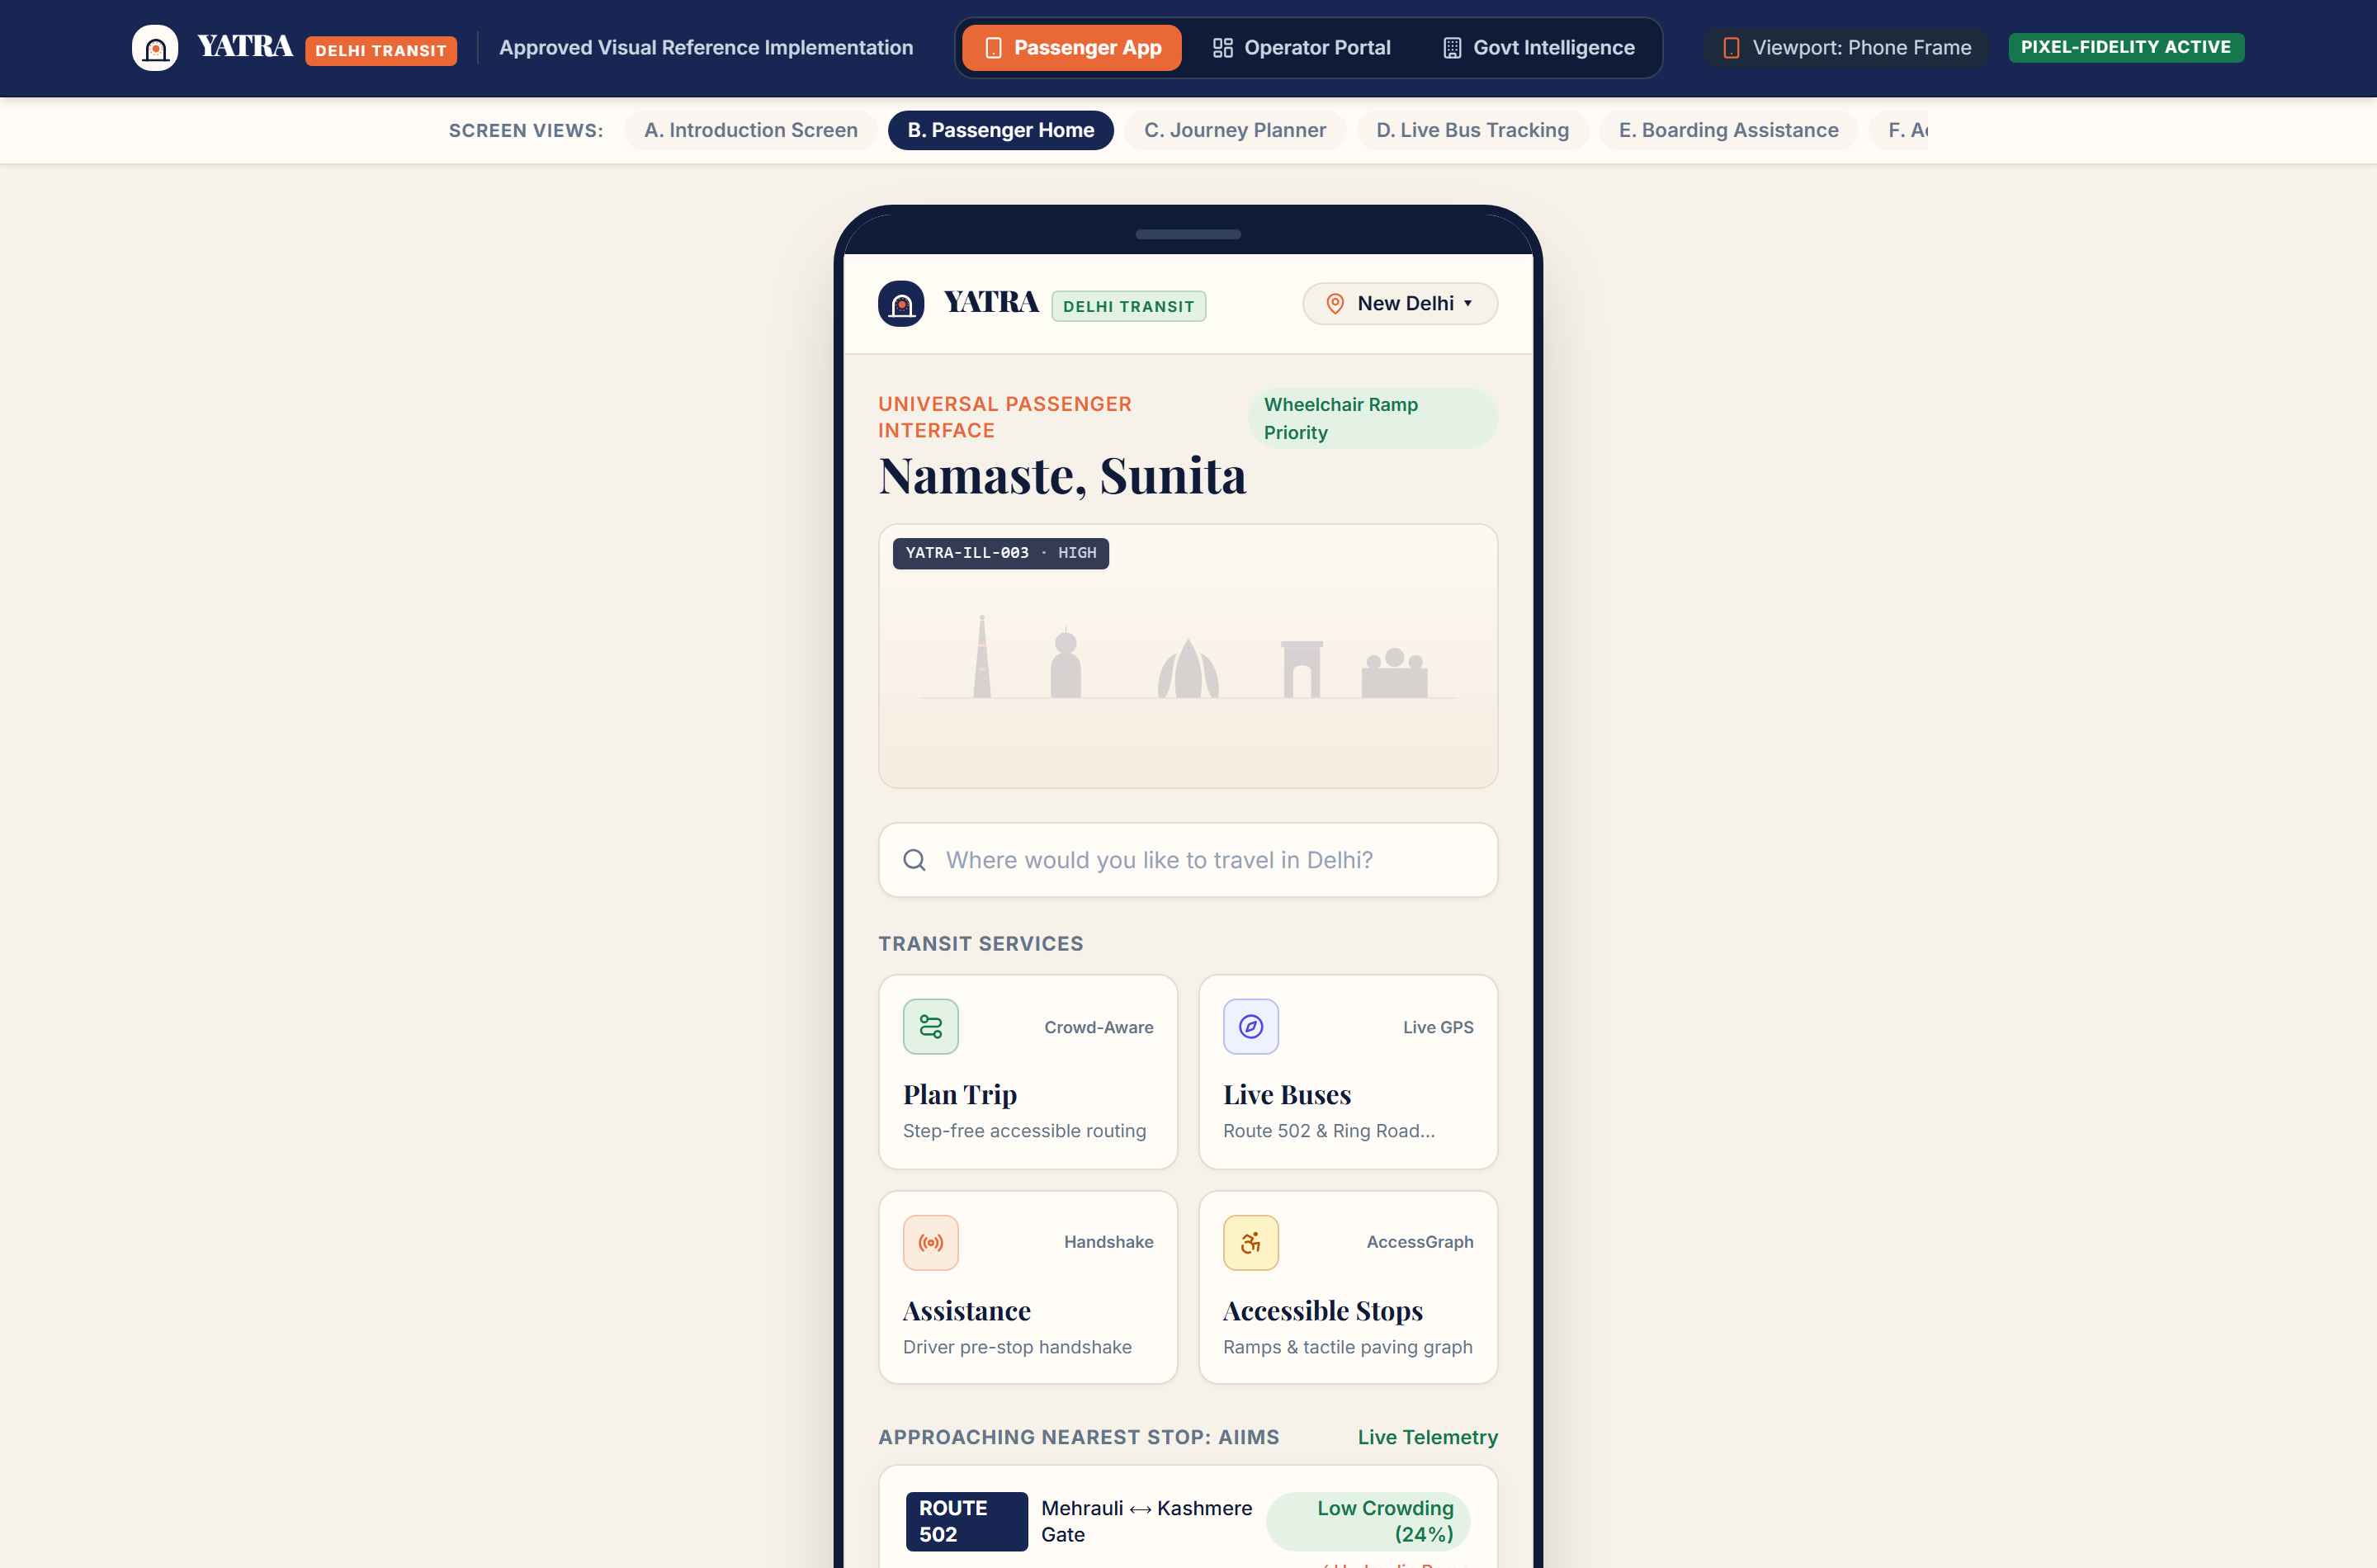 YATRA DELHI TRANSIT Approved Visual Reference Implementation Passenger App Operator Portal Govt Intelligence Viewport: Phone Frame PIXEL-FIDELITY ACTIVE
SCREEN VIEWS: A. Introduction Screen B. Passenger Home C. Journey Planner D. Live Bus Tracking E. Boarding Assistance F.
YATRA DELHI TRANSIT New Delhi ▾
UNIVERSAL PASSENGER
INTERFACE
Wheelchair Ramp
Priority
Namaste, Sunita
YATRA-ILL-003 · HIGH
Where would you like to travel in Delhi?
TRANSIT SERVICES
Crowd-Aware
Plan Trip
Step-free accessible routing
Live GPS
Live Buses
Route 502 & Ring Road...
Handshake
Assistance
Driver pre-stop handshake
AccessGraph
Accessible Stops
Ramps & tactile paving graph
APPROACHING NEAREST STOP: AIIMS Live Telemetry
ROUTE
502
Mehrauli ⟷ Kashmere
Gate
Low Crowding
(24%)